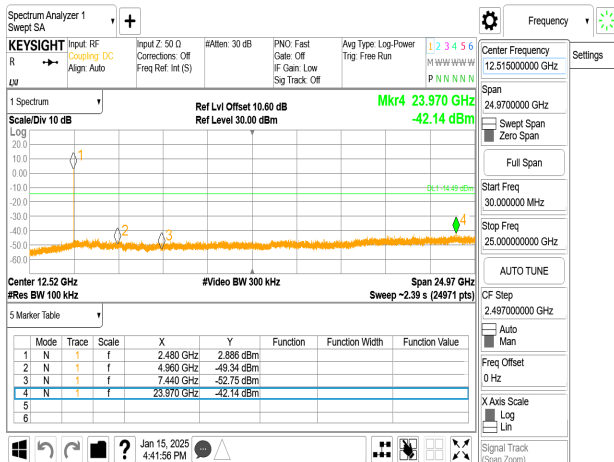 Spectrum Analyzer 1
Swept SA
+
Frequency
KEYSIGHT Input: RF Input Z: 50 Ω #Atten: 30 dB PNO: Fast Avg Type: Log-Power 1 2 3 4 5 6
R Coupling: DC Corrections: Off Gate: Off Trig: Free Run M W W W W W
Align: Auto Freq Ref: Int (S) IF Gain: Low
LXI Sig Track: Off P N N N N N
1 Spectrum
Ref Lvl Offset 10.60 dB Mkr4 23.970 GHz
Scale/Div 10 dB Ref Level 30.00 dBm -42.14 dBm
Log
20.0
10.0
0.00
-10.0
-20.0
-30.0
-40.0
-50.0
-60.0
1
2
3
4
DL1 -14.49 dBm
Center 12.52 GHz #Video BW 300 kHz Span 24.97 GHz
#Res BW 100 kHz Sweep ~2.39 s (24971 pts)
5 Marker Table
Mode Trace Scale X Y Function Function Width Function Value
1 N 1 f 2.480 GHz 2.886 dBm
2 N 1 f 4.960 GHz -49.34 dBm
3 N 1 f 7.440 GHz -52.75 dBm
4 N 1 f 23.970 GHz -42.14 dBm
5
6
?
Jan 15, 2025
4:41:56 PM
Center Frequency
12.515000000 GHz
Settings
Span
24.9700000 GHz
Swept Span
Zero Span
Full Span
Start Freq
30.000000 MHz
Stop Freq
25.000000000 GHz
AUTO TUNE
CF Step
2.497000000 GHz
Auto
Man
Freq Offset
0 Hz
X Axis Scale
Log
Lin
Signal Track
(Span Zoom)